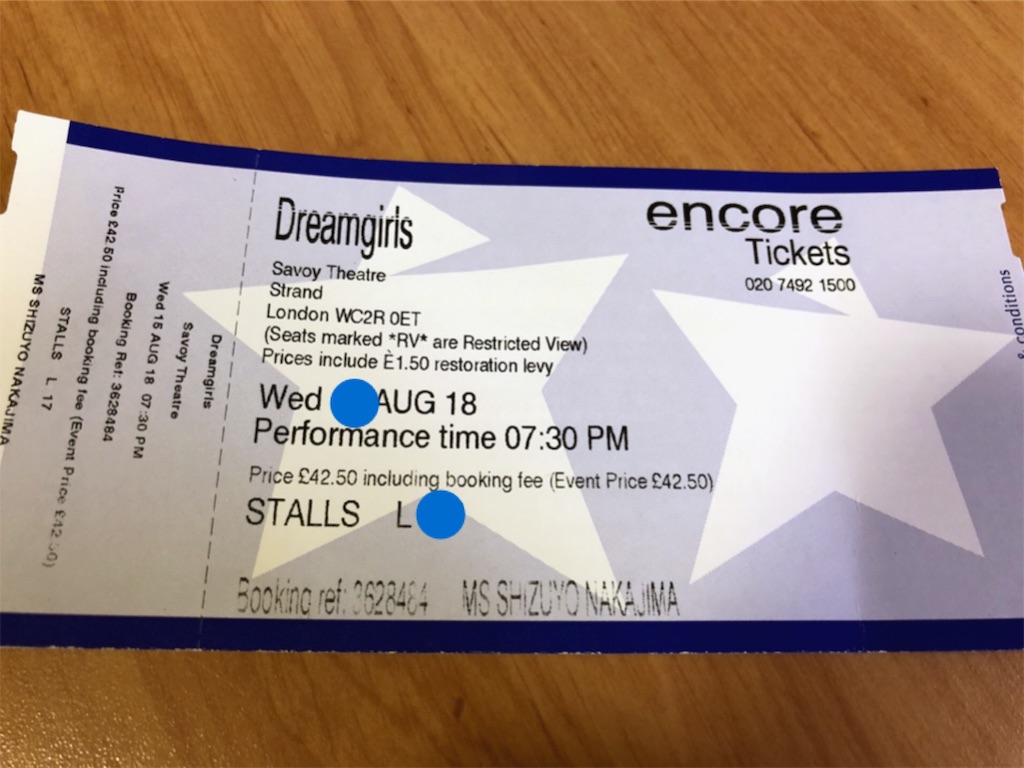 Dreamgirls
Savoy Theatre
Strand
London WC2R 0ET
(Seats marked *RV* are Restricted View)
Prices include È1.50 restoration levy
Wed AUG 18
Performance time 07:30 PM
Price £42.50 including booking fee (Event Price £42.50)
STALLS L
Booking ref: 3628484 MS SHIZUYO NAKAJIMA
encore
Tickets
020 7492 1500
Dreamgirls
Savoy Theatre
Wed 15 AUG 18 07:30 PM
Booking Ref: 3628484
Price £42.50 including booking fee (Event Price £42.50)
STALLS L 17
MS SHIZUYO NAKAJIMA
& conditions